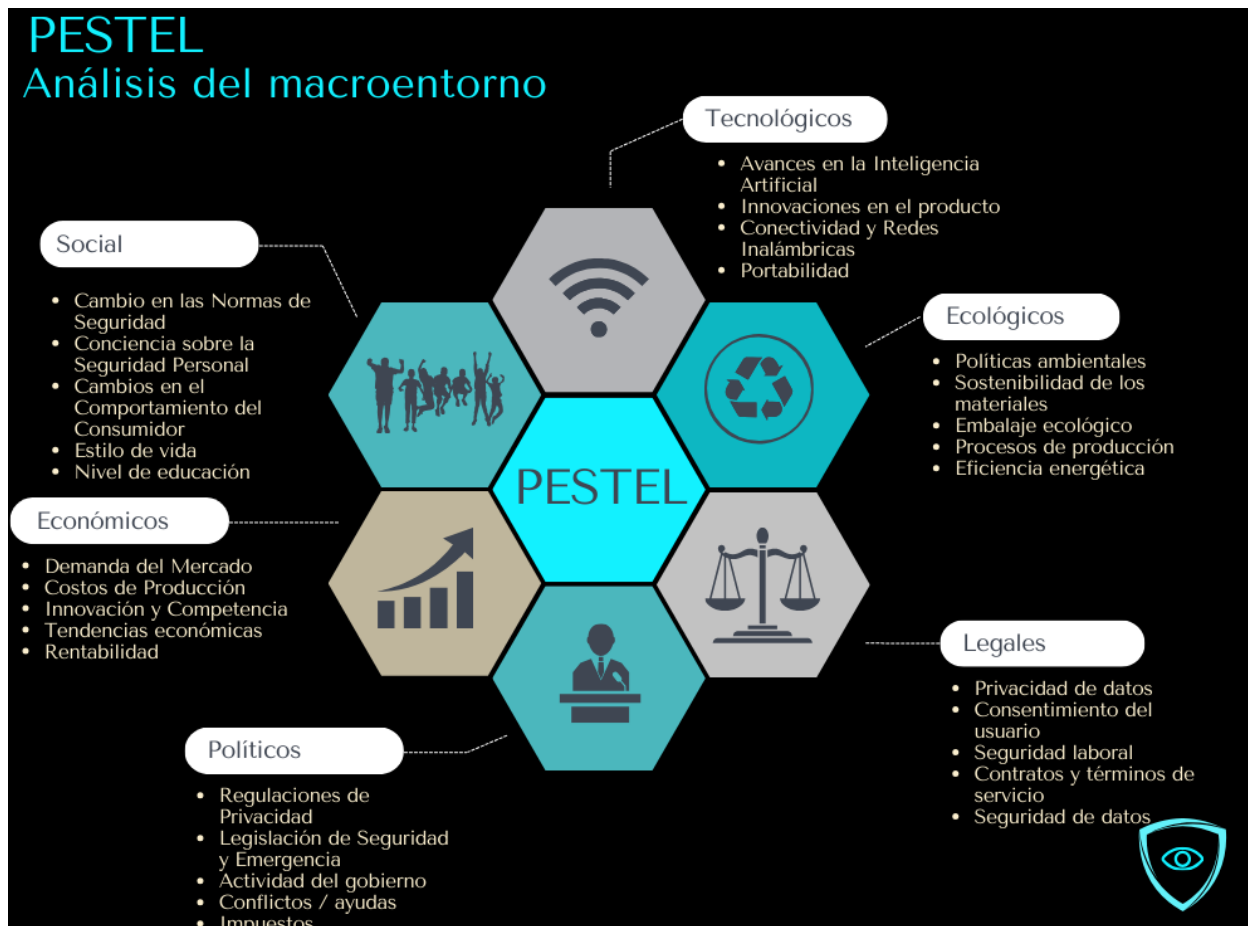 PESTEL
Análisis del macroentorno
Tecnológicos
• Avances en la Inteligencia
Artificial
• Innovaciones en el producto
• Conectividad y Redes
Inalámbricas
• Portabilidad
Social
• Cambio en las Normas de
Seguridad
• Conciencia sobre la
Seguridad Personal
• Cambios en el
Comportamiento del
Consumidor
• Estilo de vida
• Nivel de educación
Ecológicos
• Políticas ambientales
• Sostenibilidad de los
materiales
• Embalaje ecológico
• Procesos de producción
• Eficiencia energética
PESTEL
Económicos
• Demanda del Mercado
• Costos de Producción
• Innovación y Competencia
• Tendencias económicas
• Rentabilidad
Legales
• Privacidad de datos
• Consentimiento del
usuario
• Seguridad laboral
• Contratos y términos de
servicio
• Seguridad de datos
Políticos
• Regulaciones de
Privacidad
• Legislación de Seguridad
y Emergencia
• Actividad del gobierno
• Conflictos / ayudas
• Impuestos